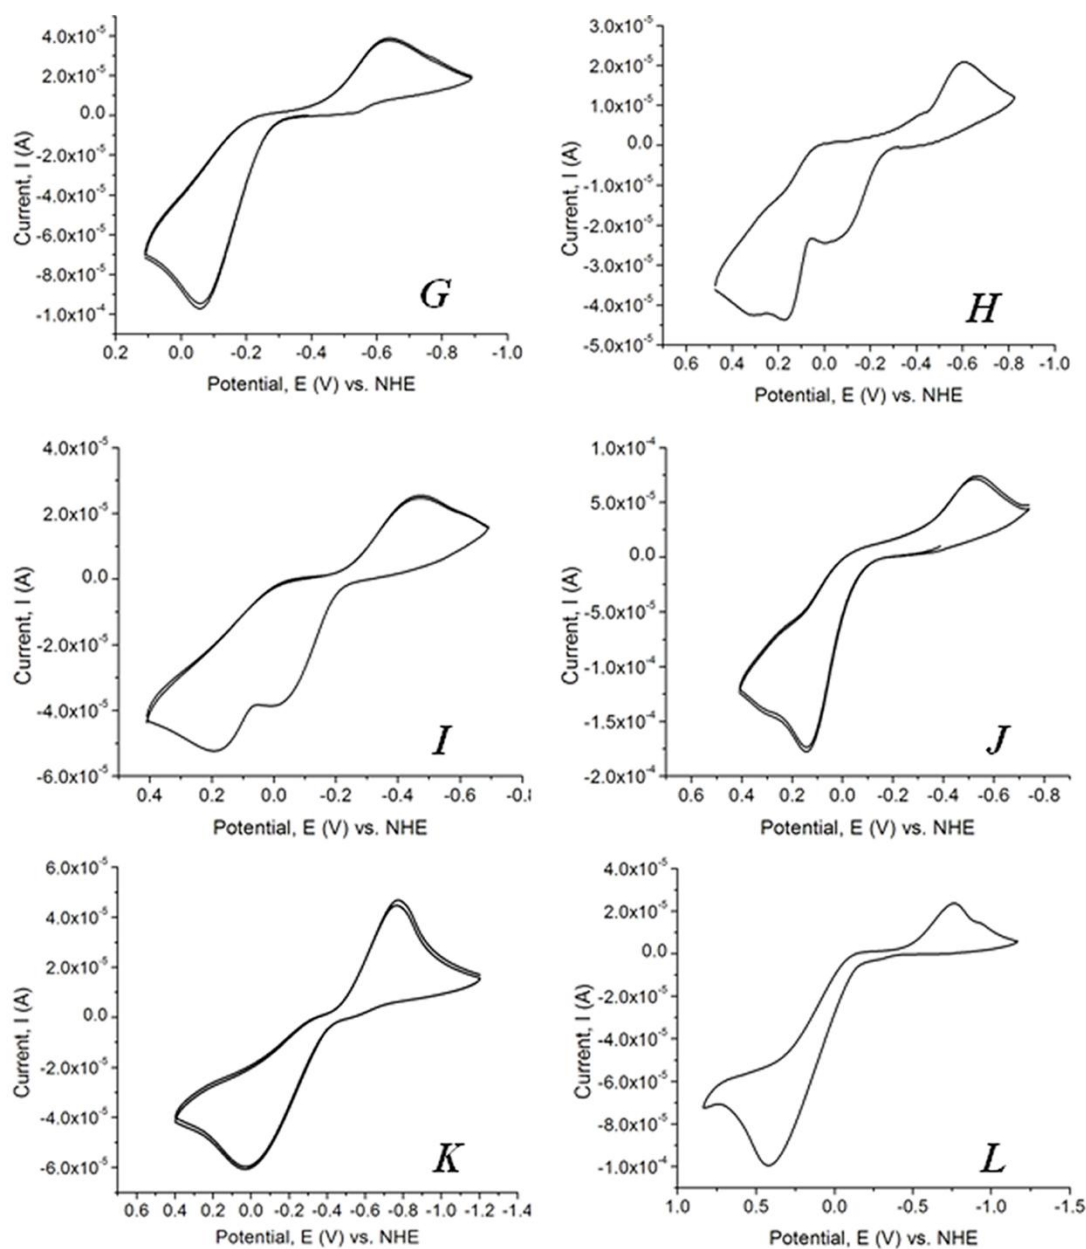 4.0x10⁻⁵
2.0x10⁻⁵
0.0
-2.0x10⁻⁵
-4.0x10⁻⁵
-6.0x10⁻⁵
-8.0x10⁻⁵
-1.0x10⁻⁴
Current, I (A)
G
0.2 0.0 -0.2 -0.4 -0.6 -0.8 -1.0
Potential, E (V) vs. NHE
3.0x10⁻⁵
2.0x10⁻⁵
1.0x10⁻⁵
0.0
-1.0x10⁻⁵
-2.0x10⁻⁵
-3.0x10⁻⁵
-4.0x10⁻⁵
-5.0x10⁻⁵
Current, I (A)
H
0.6 0.4 0.2 0.0 -0.2 -0.4 -0.6 -0.8 -1.0
Potential, E (V) vs. NHE
4.0x10⁻⁵
2.0x10⁻⁵
0.0
-2.0x10⁻⁵
-4.0x10⁻⁵
-6.0x10⁻⁵
Current, I (A)
I
0.4 0.2 0.0 -0.2 -0.4 -0.6
Potential, E (V) vs. NHE
1.0x10⁻⁴
5.0x10⁻⁵
0.0
-5.0x10⁻⁵
-1.0x10⁻⁴
-1.5x10⁻⁴
-2.0x10⁻⁴
Current, I (A)
J
0.6 0.4 0.2 0.0 -0.2 -0.4 -0.6 -0.8
Potential, E (V) vs. NHE
6.0x10⁻⁵
4.0x10⁻⁵
2.0x10⁻⁵
0.0
-2.0x10⁻⁵
-4.0x10⁻⁵
-6.0x10⁻⁵
Current, I (A)
K
0.6 0.4 0.2 0.0 -0.2 -0.4 -0.6 -0.8 -1.0 -1.2 -1.4
Potential, E (V) vs. NHE
4.0x10⁻⁵
2.0x10⁻⁵
0.0
-2.0x10⁻⁵
-4.0x10⁻⁵
-6.0x10⁻⁵
-8.0x10⁻⁵
-1.0x10⁻⁴
Current, I (A)
L
1.0 0.5 0.0 -0.5 -1.0 -1.5
Potential, E (V) vs. NHE